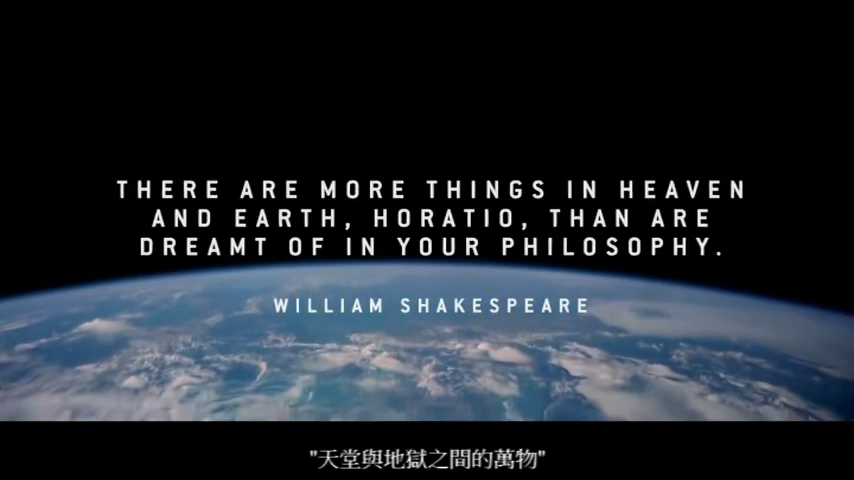 THERE ARE MORE THINGS IN HEAVEN
AND EARTH, HORATIO, THAN ARE
DREAMT OF IN YOUR PHILOSOPHY.
WILLIAM SHAKESPEARE
"天堂與地獄之間的萬物"